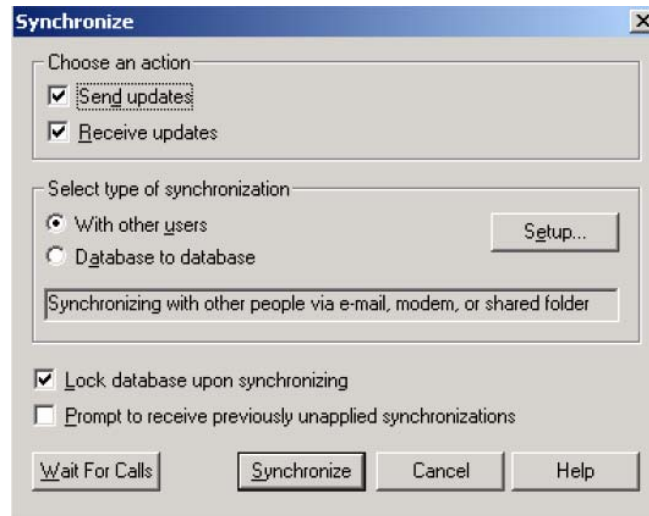 Synchronize
Choose an action
Send updates
Receive updates
Select type of synchronization
With other users
Setup...
Database to database
Synchronizing with other people via e-mail, modem, or shared folder
Lock database upon synchronizing
Prompt to receive previously unapplied synchronizations
Wait For Calls Synchronize Cancel Help